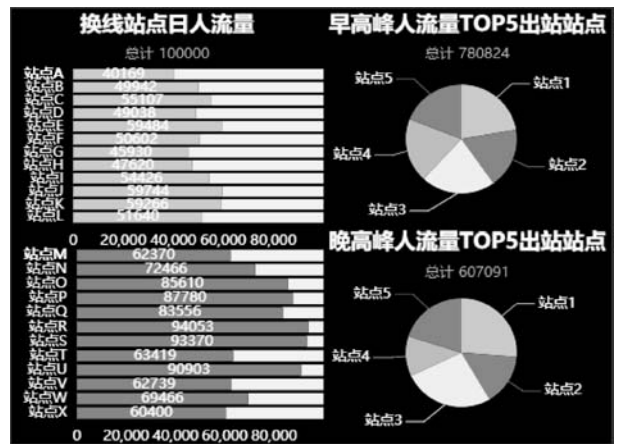 换线站点日人流量
总计 100000
站点A 40169
站点B 49942
站点C 55107
站点D 49038
站点E 59484
站点F 50602
站点G 45930
站点H 47620
站点I 54426
站点J 59744
站点K 59266
站点L 51640
0 20,000 40,000 60,000 80,000
站点M 62370
站点N 72466
站点O 85610
站点P 87780
站点Q 83556
站点R 94053
站点S 93370
站点T 63419
站点U 90903
站点V 62739
站点W 69466
站点X 60400
0 20,000 40,000 60,000 80,000
早高峰人流量TOP5出站站点
总计 780824
站点5
站点1
站点4
站点2
站点3
晚高峰人流量TOP5出站站点
总计 607091
站点5
站点1
站点4
站点2
站点3